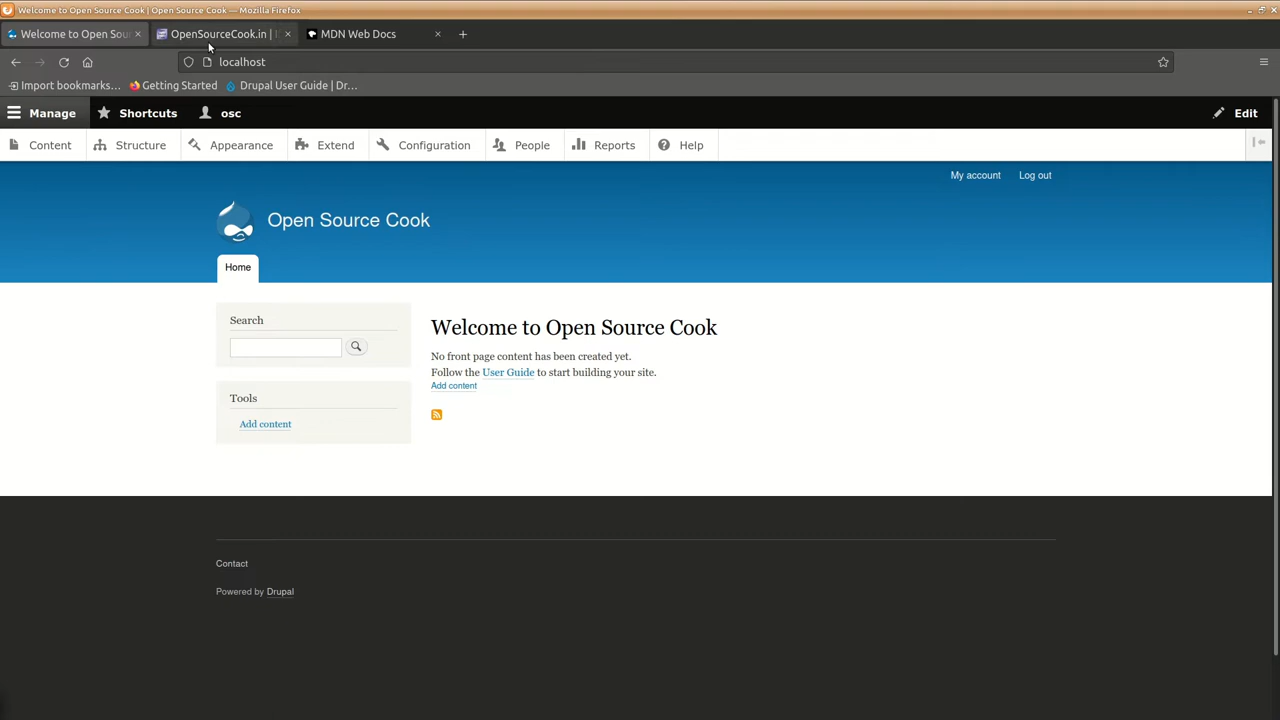 Welcome to Open Source Cook | Open Source Cook — Mozilla Firefox
Welcome to Open Sour
OpenSourceCook.in |
MDN Web Docs
localhost
Import bookmarks…
Getting Started
Drupal User Guide | Dr…
Manage
Shortcuts
osc
Edit
Content
Structure
Appearance
Extend
Configuration
People
Reports
Help
My account
Log out
Open Source Cook
Home
Search
Welcome to Open Source Cook
No front page content has been created yet.
Follow the User Guide to start building your site.
Add content
Tools
Add content
Contact
Powered by Drupal